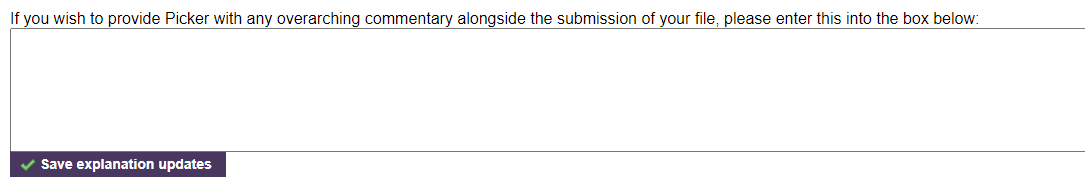 If you wish to provide Picker with any overarching commentary alongside the submission of your file, please enter this into the box below:
Save explanation updates